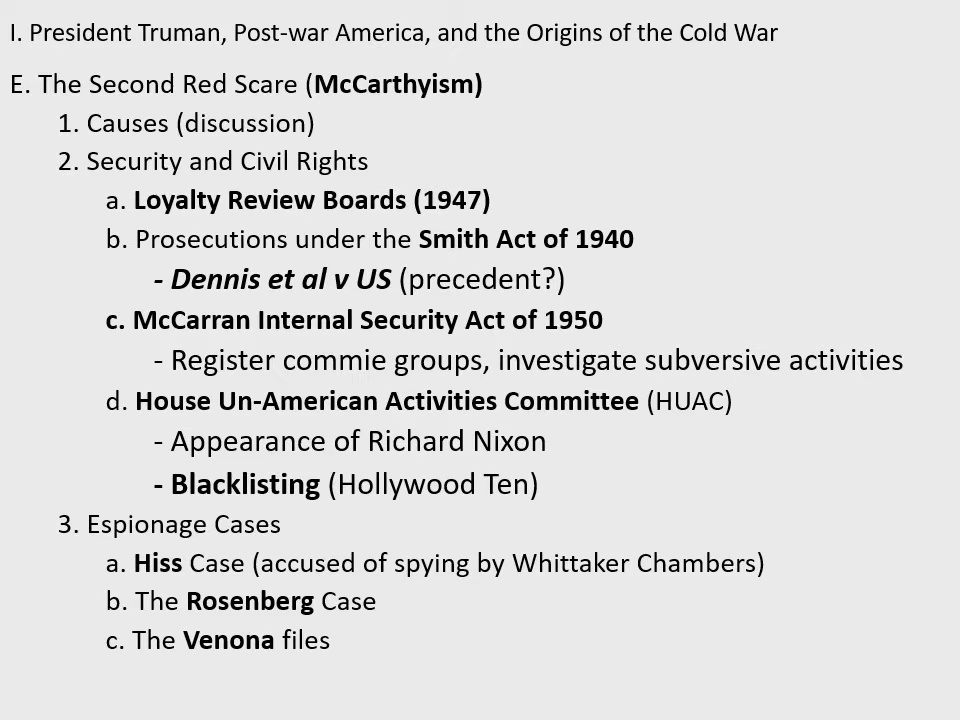 I. President Truman, Post-war America, and the Origins of the Cold War
E. The Second Red Scare (McCarthyism)
1. Causes (discussion)
2. Security and Civil Rights
a. Loyalty Review Boards (1947)
b. Prosecutions under the Smith Act of 1940
- Dennis et al v US (precedent?)
c. McCarran Internal Security Act of 1950
- Register commie groups, investigate subversive activities
d. House Un-American Activities Committee (HUAC)
- Appearance of Richard Nixon
- Blacklisting (Hollywood Ten)
3. Espionage Cases
a. Hiss Case (accused of spying by Whittaker Chambers)
b. The Rosenberg Case
c. The Venona files